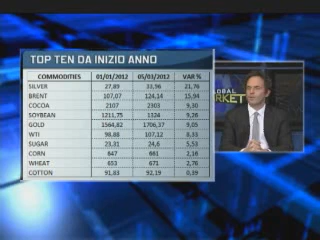 TOP TEN DA INIZIO ANNO
COMMODITIES 01/01/2012 05/03/2012 VAR %
SILVER 27,89 33,96 21,76
BRENT 107,07 124,14 15,94
COCOA 2107 2303 9,30
SOYBEAN 1211,75 1324 9,26
GOLD 1564,82 1706,37 9,05
WTI 98,88 107,12 8,33
SUGAR 23,31 24,6 5,53
CORN 647 661 2,16
WHEAT 653 671 2,76
COTTON 91,83 92,19 0,39
GLOBAL
MARKET